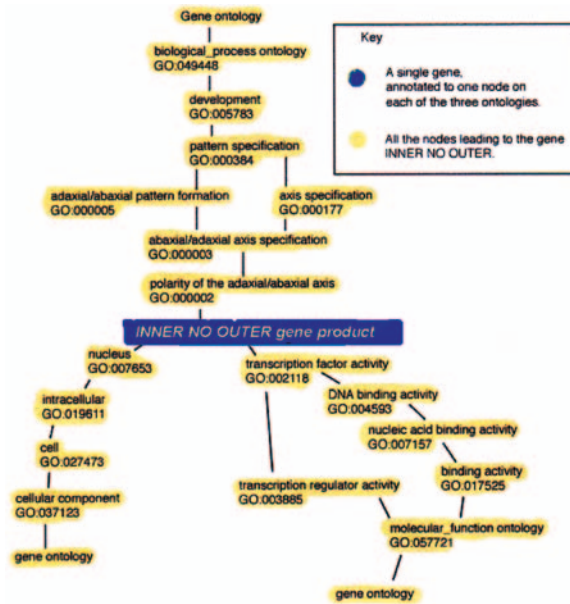 Gene ontology
biological_process ontology
GO:049448
development
GO:005783
pattern specification
GO:000384
adaxial/abaxial pattern formation
GO:000005
axis specification
GO:000177
abaxial/adaxial axis specification
GO:000003
polarity of the adaxial/abaxial axis
GO:000002
Key
A single gene,
annotated to one node on
each of the three ontologies.
All the nodes leading to the gene
INNER NO OUTER.
INNER NO OUTER gene product
nucleus
GO:007653
intracellular
GO:019611
cell
GO:027473
cellular component
GO:037123
gene ontology
transcription factor activity
GO:002118
DNA binding activity
GO:004593
nucleic acid binding activity
GO:007157
binding activity
GO:017525
transcription regulator activity
GO:003885
molecular_function ontology
GO:057721
gene ontology